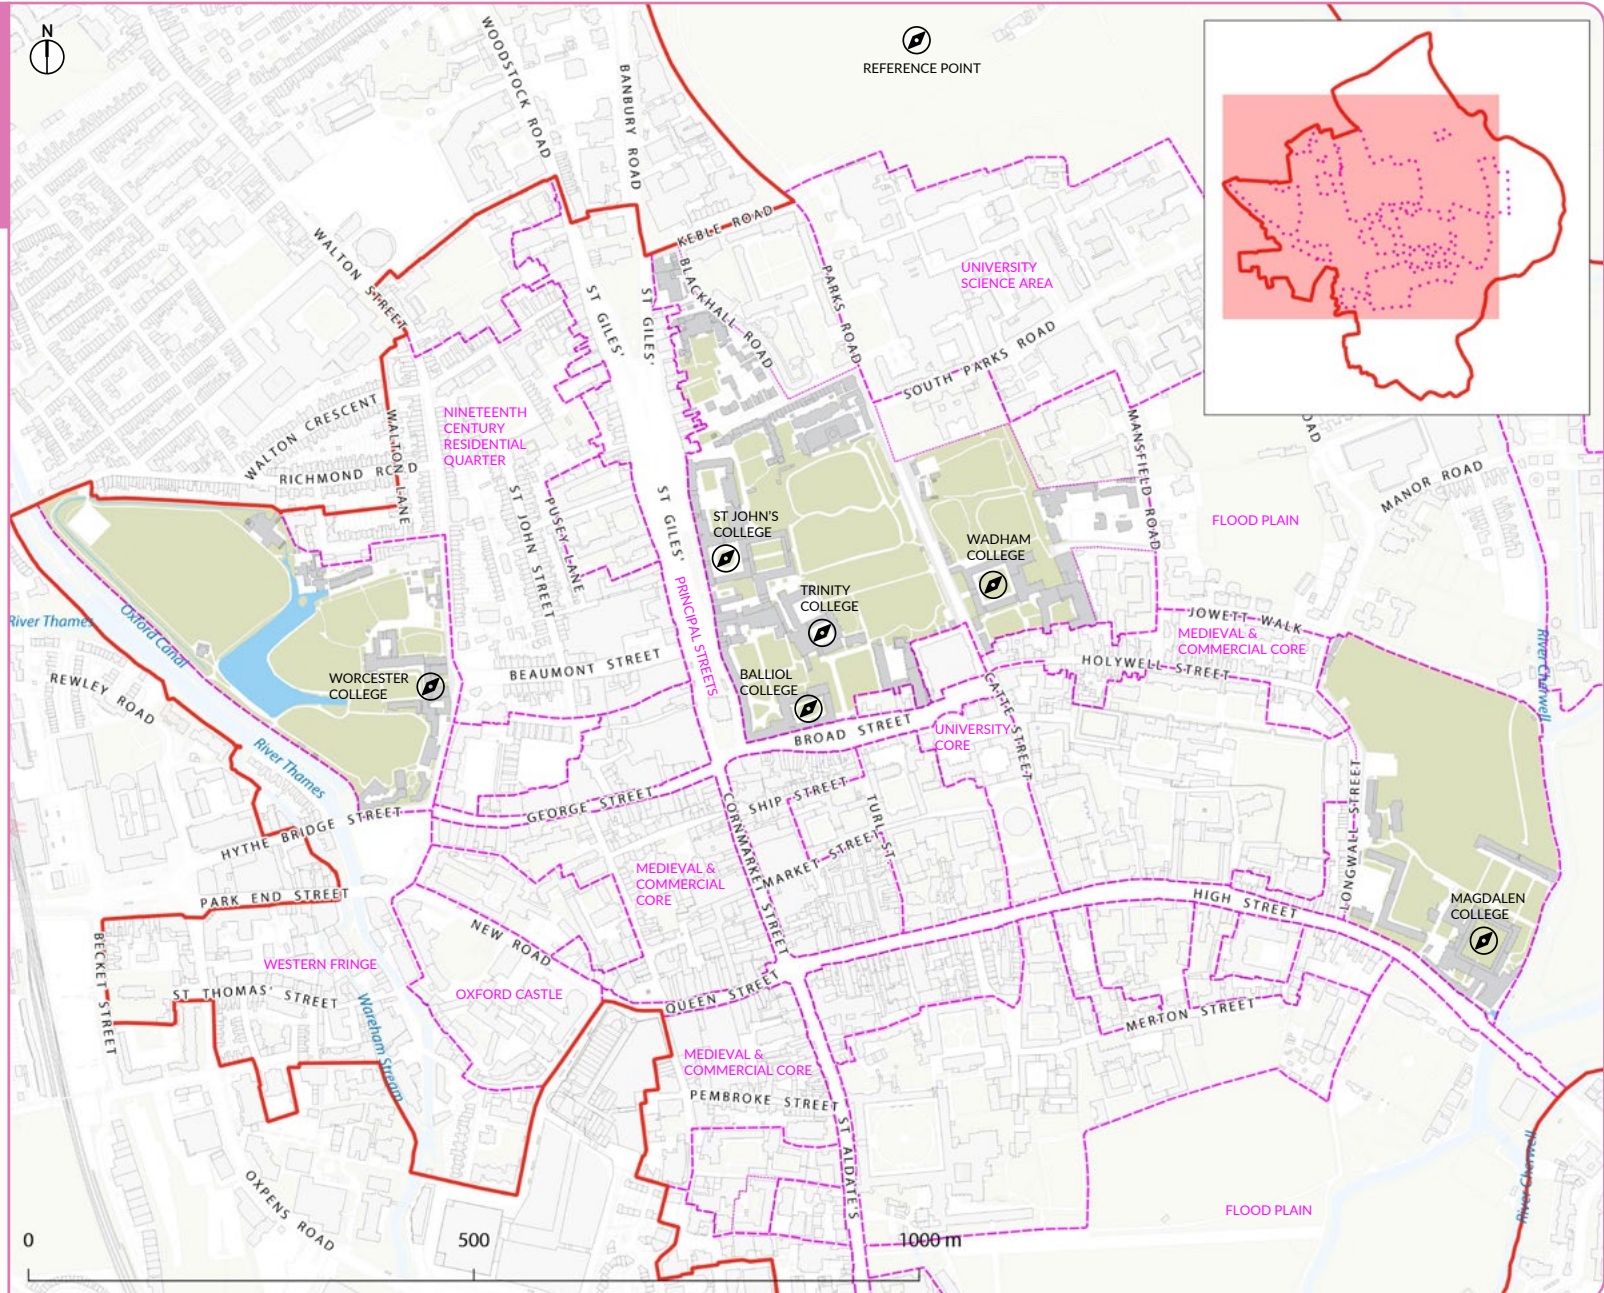 N
WOODSTOCK ROAD
BANBURY ROAD
REFERENCE POINT
KEBLE ROAD
WALTON STREET
BLACKHALL ROAD
PARKS ROAD
UNIVERSITY
SCIENCE AREA
ST GILES'
ST GILES'
SOUTH PARKS ROAD
WALTON CRESCENT
WALTON LANE
NINETEENTH
CENTURY
RESIDENTIAL
QUARTER
MANSFIELD ROAD
OAD
MANOR ROAD
RICHMOND ROAD
ST JOHN STREET
PUSEY LANE
ST GILES'
ST JOHN'S
COLLEGE
FLOOD PLAIN
WADHAM
COLLEGE
PRINCIPAL STREETS
TRINITY
COLLEGE
River Thames
Oxford Canal
JOWETT WALK
MEDIEVAL &
COMMERCIAL CORE
River Cherwell
BEAUMONT STREET
HOLYWELL STREET
REWLEY ROAD
WORCESTER
COLLEGE
BALLIOL
COLLEGE
CATTE STREET
BROAD STREET
UNIVERSITY
CORE
River Thames
GEORGE STREET
SHIP STREET
TURL ST.
CORNMARKET STREET
MARKET STREET
HYTHE BRIDGE STREET
LONGWALL STREET
MEDIEVAL &
COMMERCIAL
CORE
PARK END STREET
HIGH STREET
MAGDALEN
COLLEGE
BECKET STREET
NEW ROAD
WESTERN FRINGE
OXFORD CASTLE
ST THOMAS' STREET
QUEEN STREET
Wareham Stream
MERTON STREET
MEDIEVAL &
COMMERCIAL CORE
PEMBROKE STREET
ST ALDATE'S
OXPENS ROAD
FLOOD PLAIN
River Cherwell
0
500
1000 m